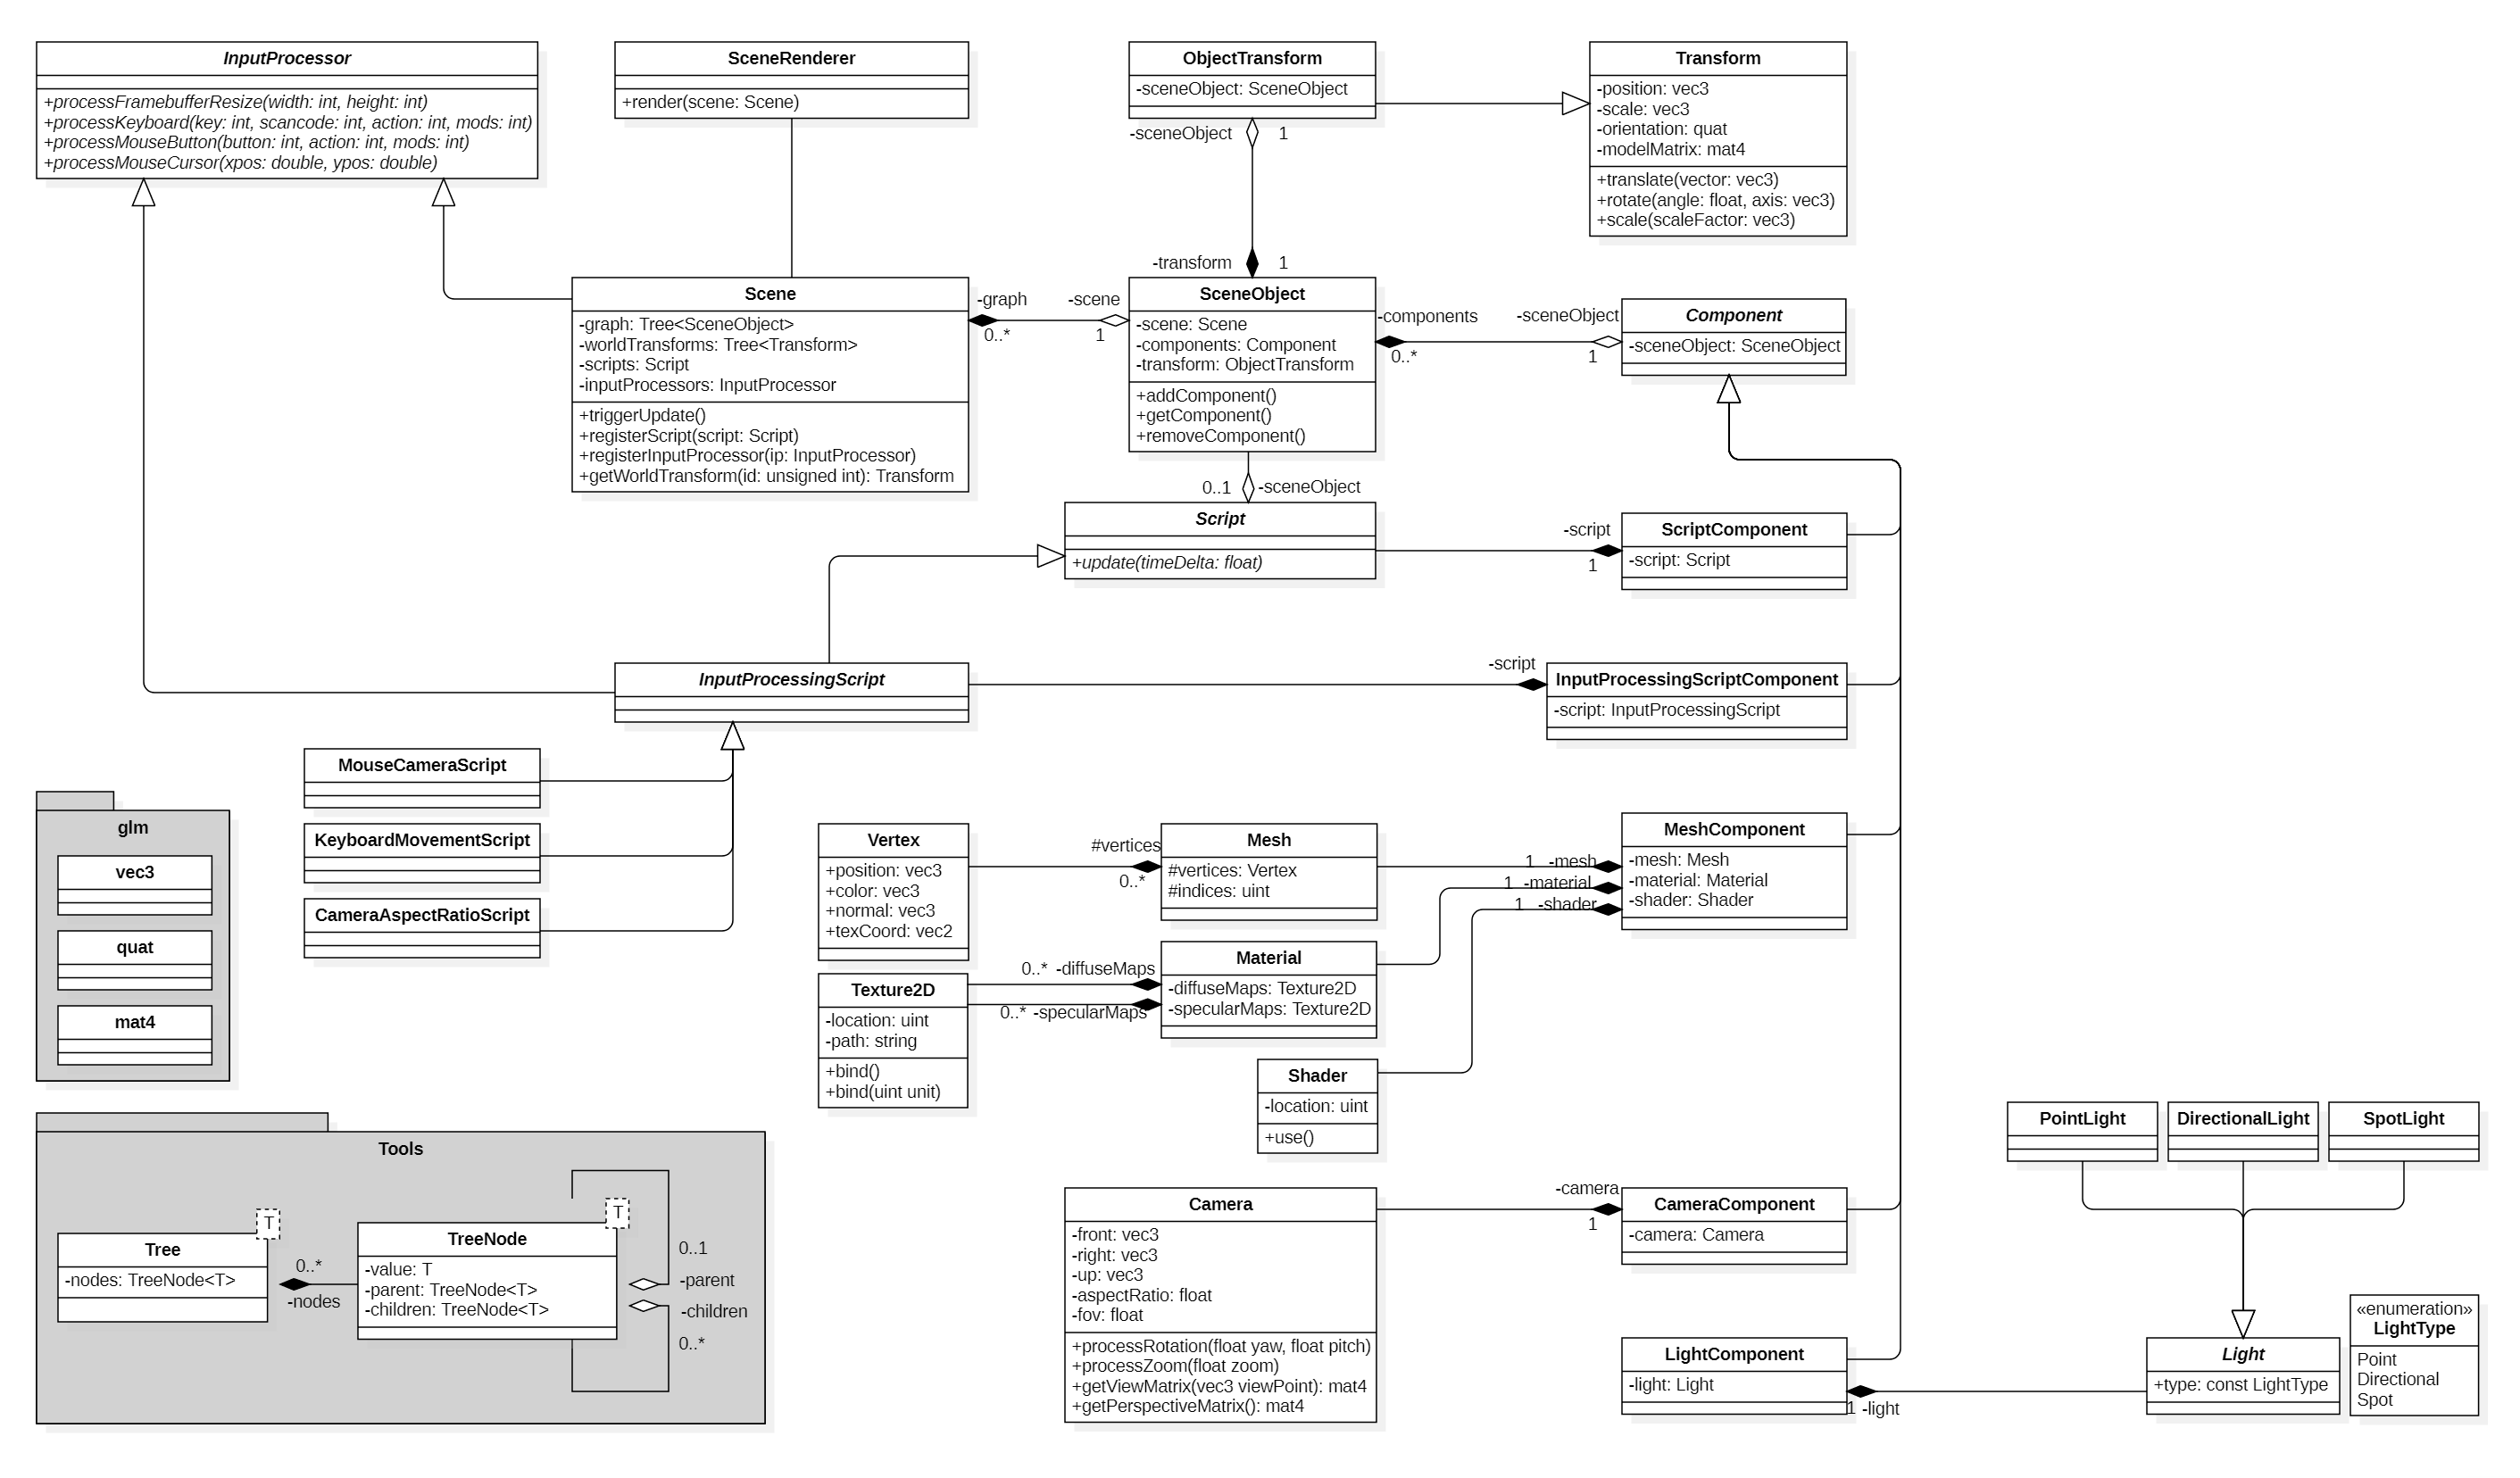 InputProcessor
+processFramebufferResize(width: int, height: int)
+processKeyboard(key: int, scancode: int, action: int, mods: int)
+processMouseButton(button: int, action: int, mods: int)
+processMouseCursor(xpos: double, ypos: double)
SceneRenderer
+render(scene: Scene)
ObjectTransform
-sceneObject: SceneObject
-sceneObject
1
Transform
-position: vec3
-scale: vec3
-orientation: quat
-modelMatrix: mat4
+translate(vector: vec3)
+rotate(angle: float, axis: vec3)
+scale(scaleFactor: vec3)
-transform
1
Scene
-graph: Tree<SceneObject>
-worldTransforms: Tree<Transform>
-scripts: Script
-inputProcessors: InputProcessor
+triggerUpdate()
+registerScript(script: Script)
+registerInputProcessor(ip: InputProcessor)
+getWorldTransform(id: unsigned int): Transform
-graph
0..*
-scene
1
SceneObject
-scene: Scene
-components: Component
-transform: ObjectTransform
+addComponent()
+getComponent()
+removeComponent()
-components
0..*
-sceneObject
1
Component
-sceneObject: SceneObject
0..1
-sceneObject
Script
+update(timeDelta: float)
-script
1
ScriptComponent
-script: Script
InputProcessingScript
-script
InputProcessingScriptComponent
-script: InputProcessingScript
MouseCameraScript
KeyboardMovementScript
CameraAspectRatioScript
glm
vec3
quat
mat4
Vertex
+position: vec3
+color: vec3
+normal: vec3
+texCoord: vec2
#vertices
0..*
Mesh
#vertices: Vertex
#indices: uint
1 -mesh
1 -material
1 -shader
MeshComponent
-mesh: Mesh
-material: Material
-shader: Shader
Texture2D
-location: uint
-path: string
+bind()
+bind(uint unit)
0..* -diffuseMaps
0..* -specularMaps
Material
-diffuseMaps: Texture2D
-specularMaps: Texture2D
Shader
-location: uint
+use()
Tools
T
Tree
-nodes: TreeNode<T>
0..*
-nodes
T
TreeNode
-value: T
-parent: TreeNode<T>
-children: TreeNode<T>
0..1
-parent
-children
0..*
Camera
-front: vec3
-right: vec3
-up: vec3
-aspectRatio: float
-fov: float
+processRotation(float yaw, float pitch)
+processZoom(float zoom)
+getViewMatrix(vec3 viewPoint): mat4
+getPerspectiveMatrix(): mat4
-camera
1
CameraComponent
-camera: Camera
LightComponent
-light: Light
1 -light
PointLight
DirectionalLight
SpotLight
Light
+type: const LightType
«enumeration»
LightType
Point
Directional
Spot